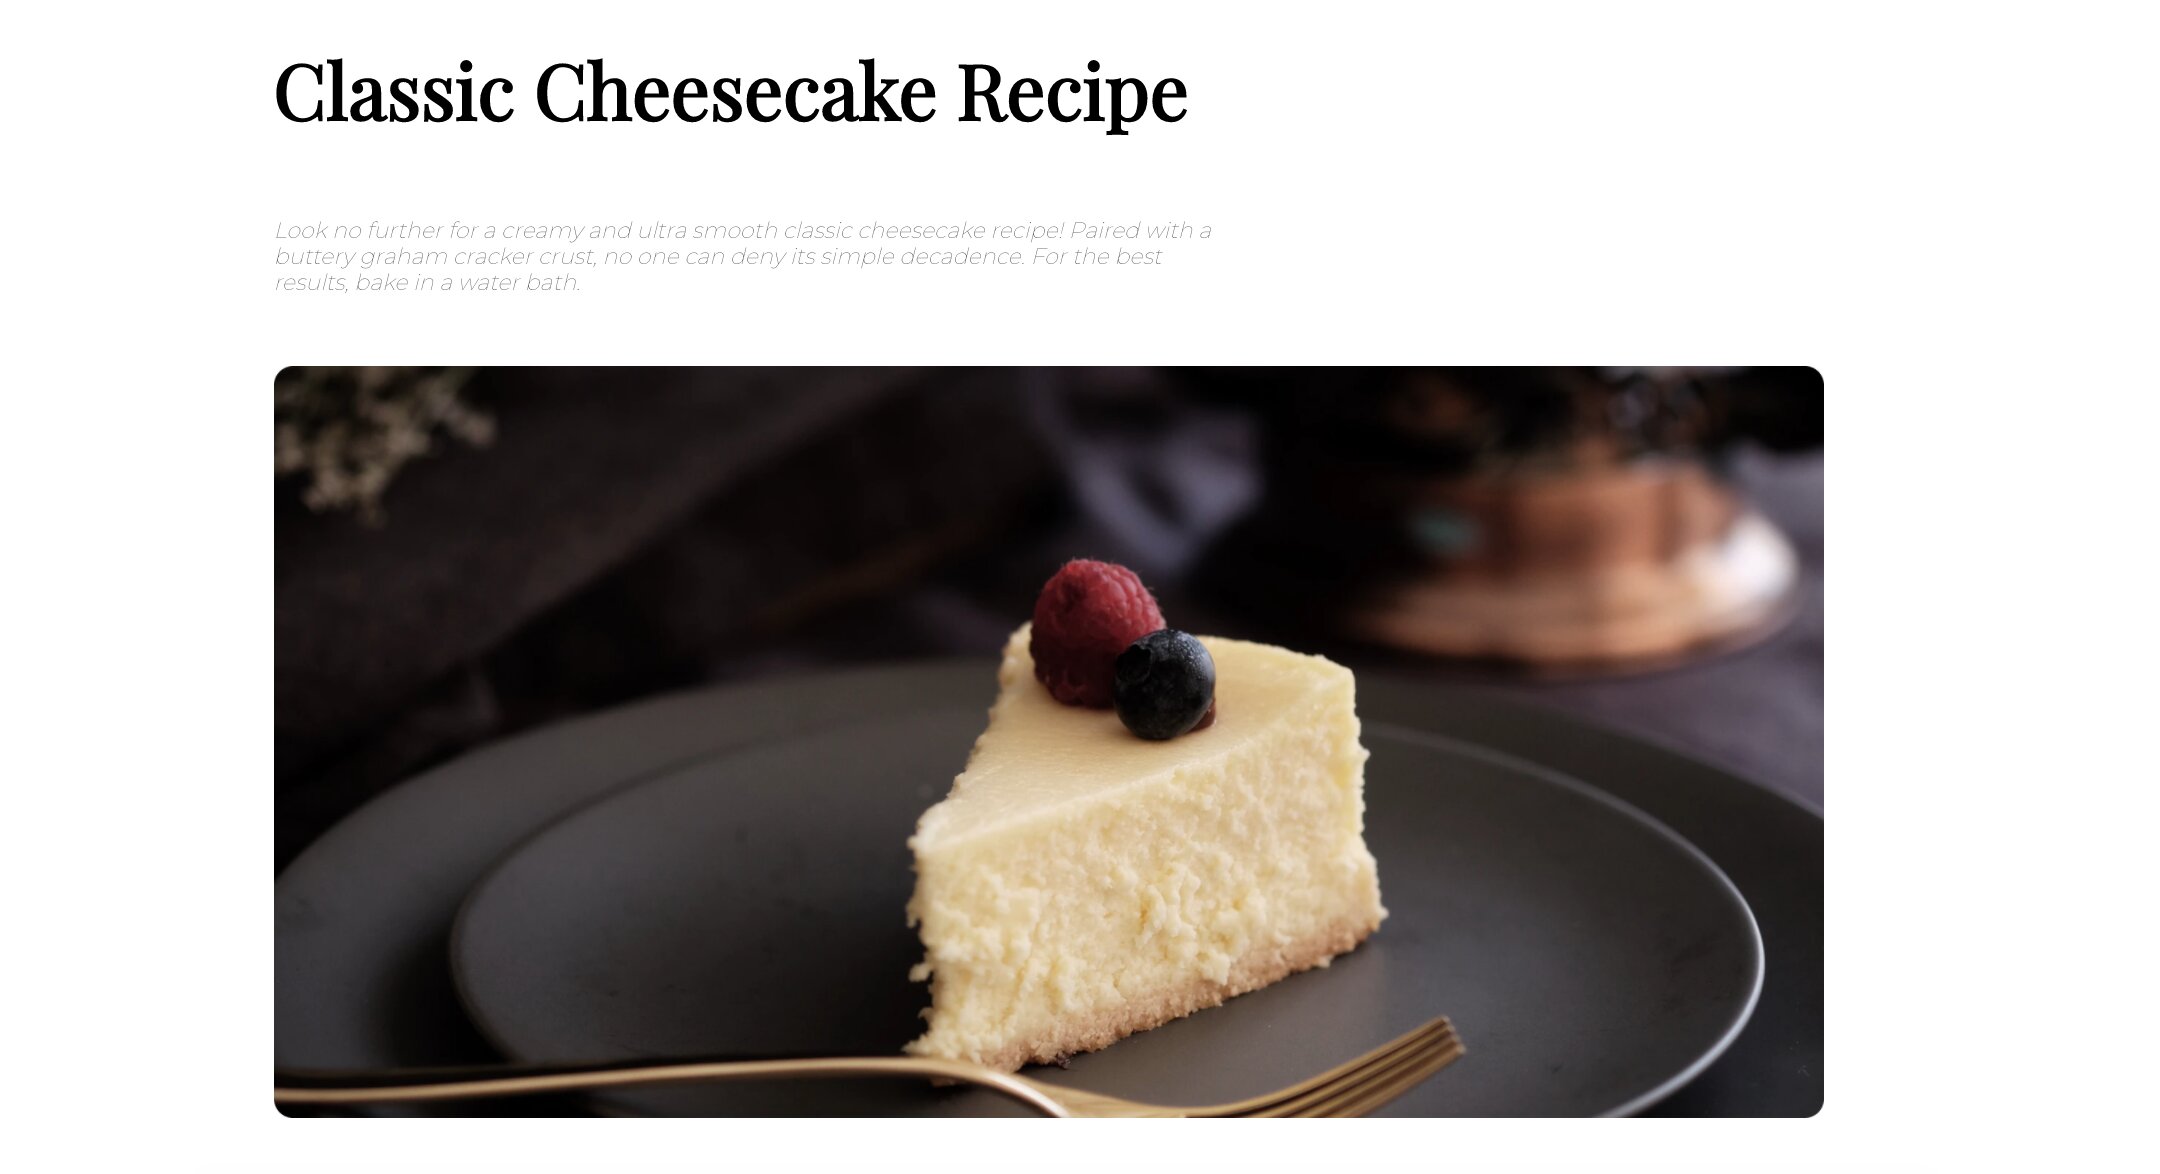 Classic Cheesecake Recipe
Look no further for a creamy and ultra smooth classic cheesecake recipe! Paired with a
buttery graham cracker crust, no one can deny its simple decadence. For the best
results, bake in a water bath.